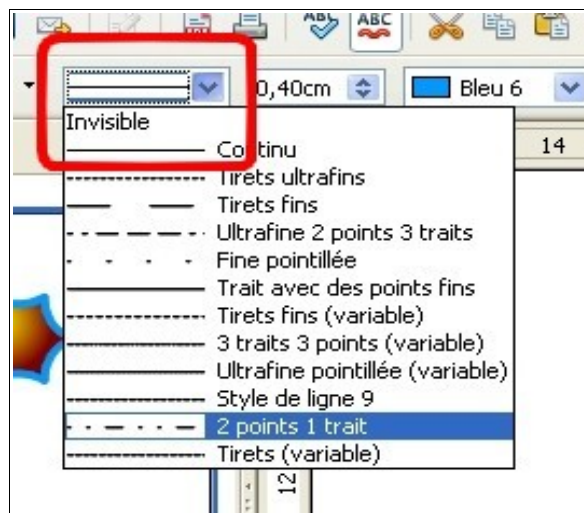 ABC ABC
0,40cm Bleu 6
14
Invisible
Continu
Tirets ultrafins
Tirets fins
Ultrafine 2 points 3 traits
Fine pointillée
Trait avec des points fins
Tirets fins (variable)
3 traits 3 points (variable)
Ultrafine pointillée (variable)
Style de ligne 9
2 points 1 trait
Tirets (variable)
12